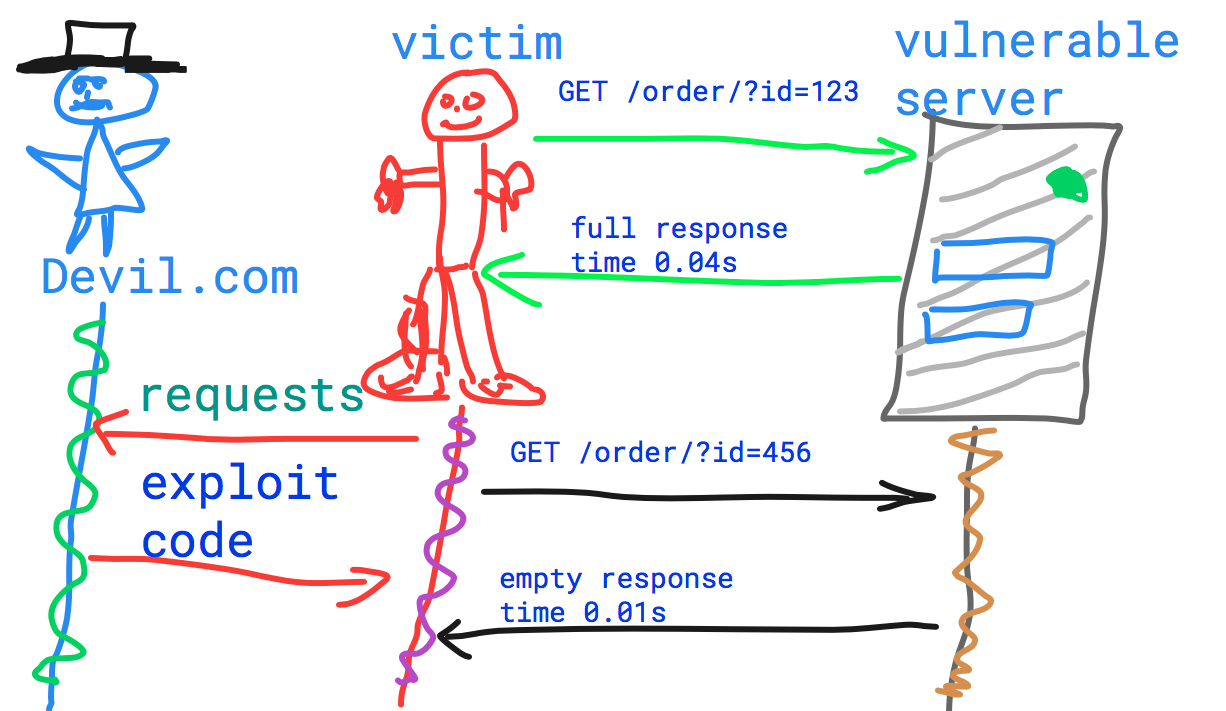 victim
vulnerable
server
GET /order/?id=123
full response
time 0.04s
Devil.com
requests
exploit
code
GET /order/?id=456
empty response
time 0.01s